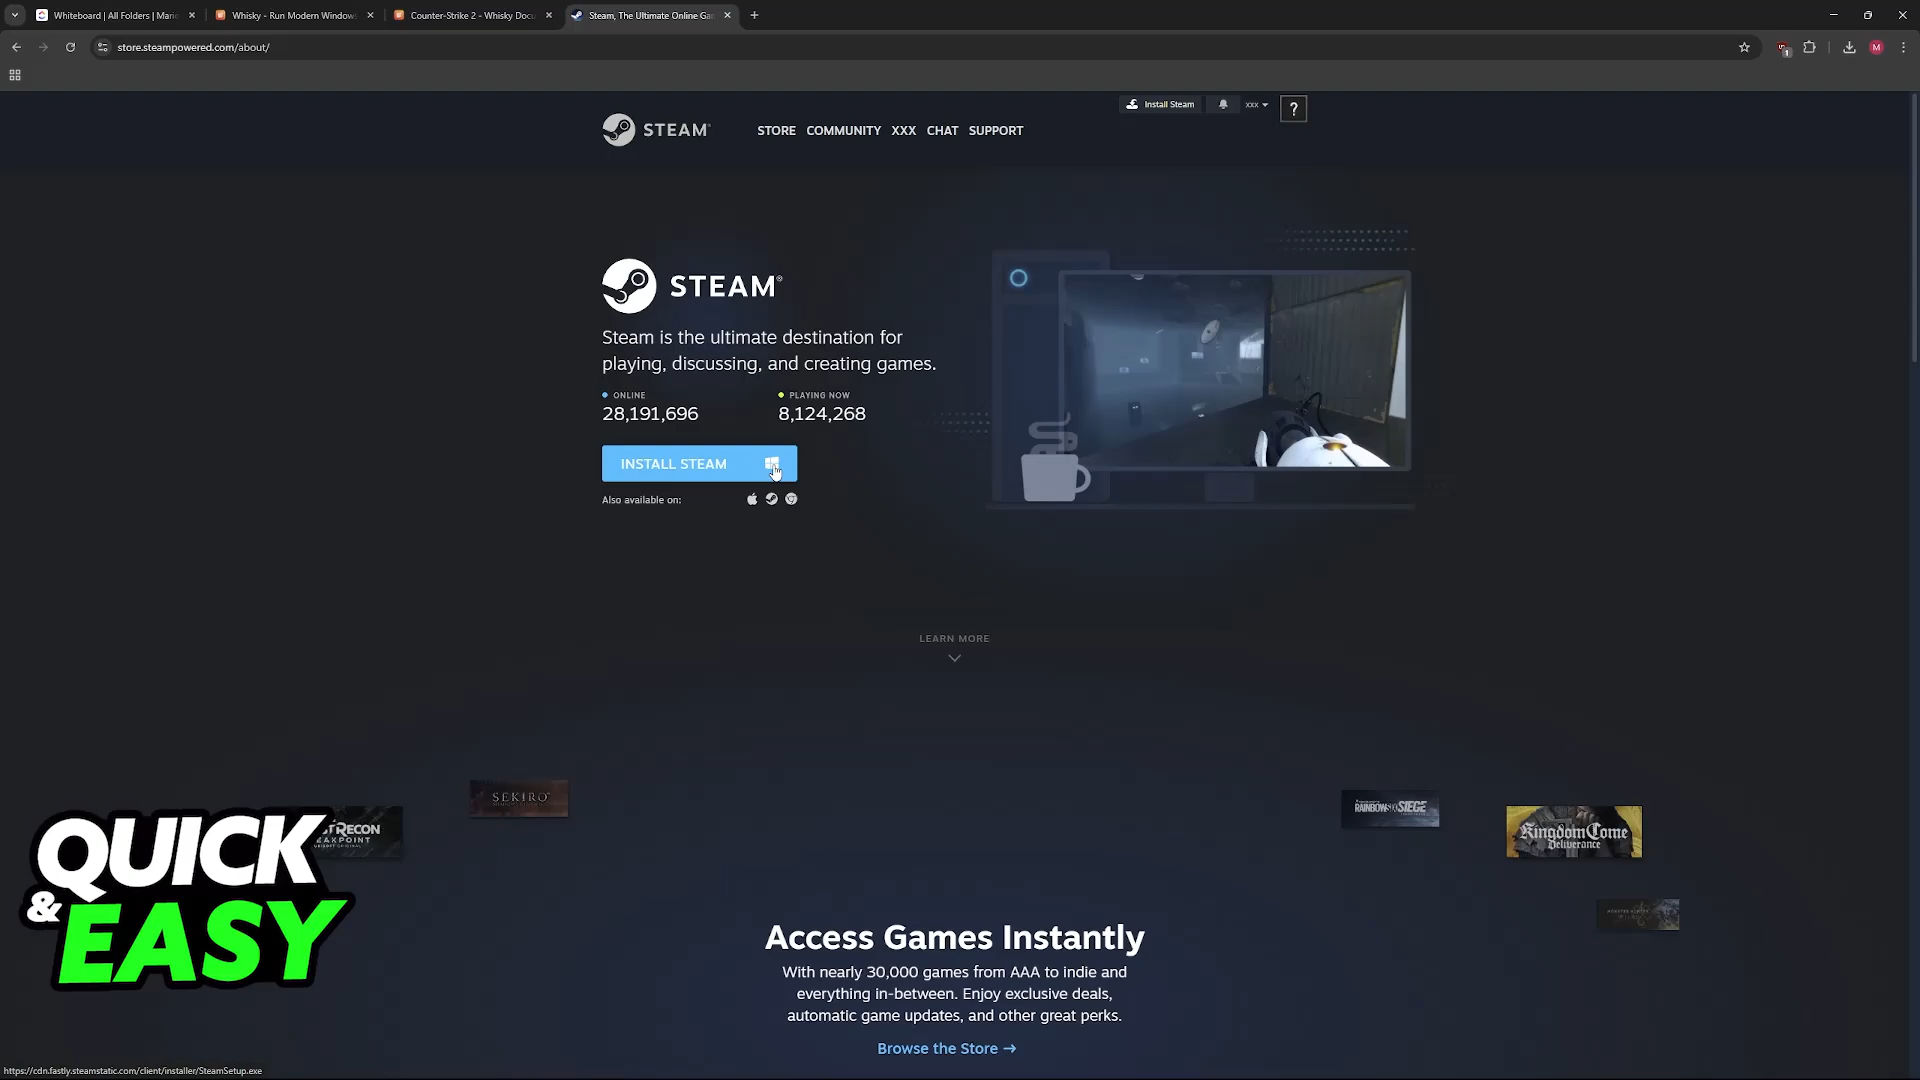 Whiteboard | All Folders | Mario
Whisky - Run Modern Windows
Counter-Strike 2 - Whisky Docu
Steam, The Ultimate Online Ga
store.steampowered.com/about/
1
M
Install Steam
xxx
?
STEAM®
STORE COMMUNITY XXX CHAT SUPPORT
STEAM®
Steam is the ultimate destination for
playing, discussing, and creating games.
ONLINE
28,191,696
PLAYING NOW
8,124,268
INSTALL STEAM
Also available on:
LEARN MORE
SEKIRO
RAINBOW SIX SIEGE
Kingdom Come
Deliverance
RECON
QUICK
& EASY
Access Games Instantly
With nearly 30,000 games from AAA to indie and
everything in-between. Enjoy exclusive deals,
automatic game updates, and other great perks.
Browse the Store →
https://cdn.fastly.steamstatic.com/client/installer/SteamSetup.exe